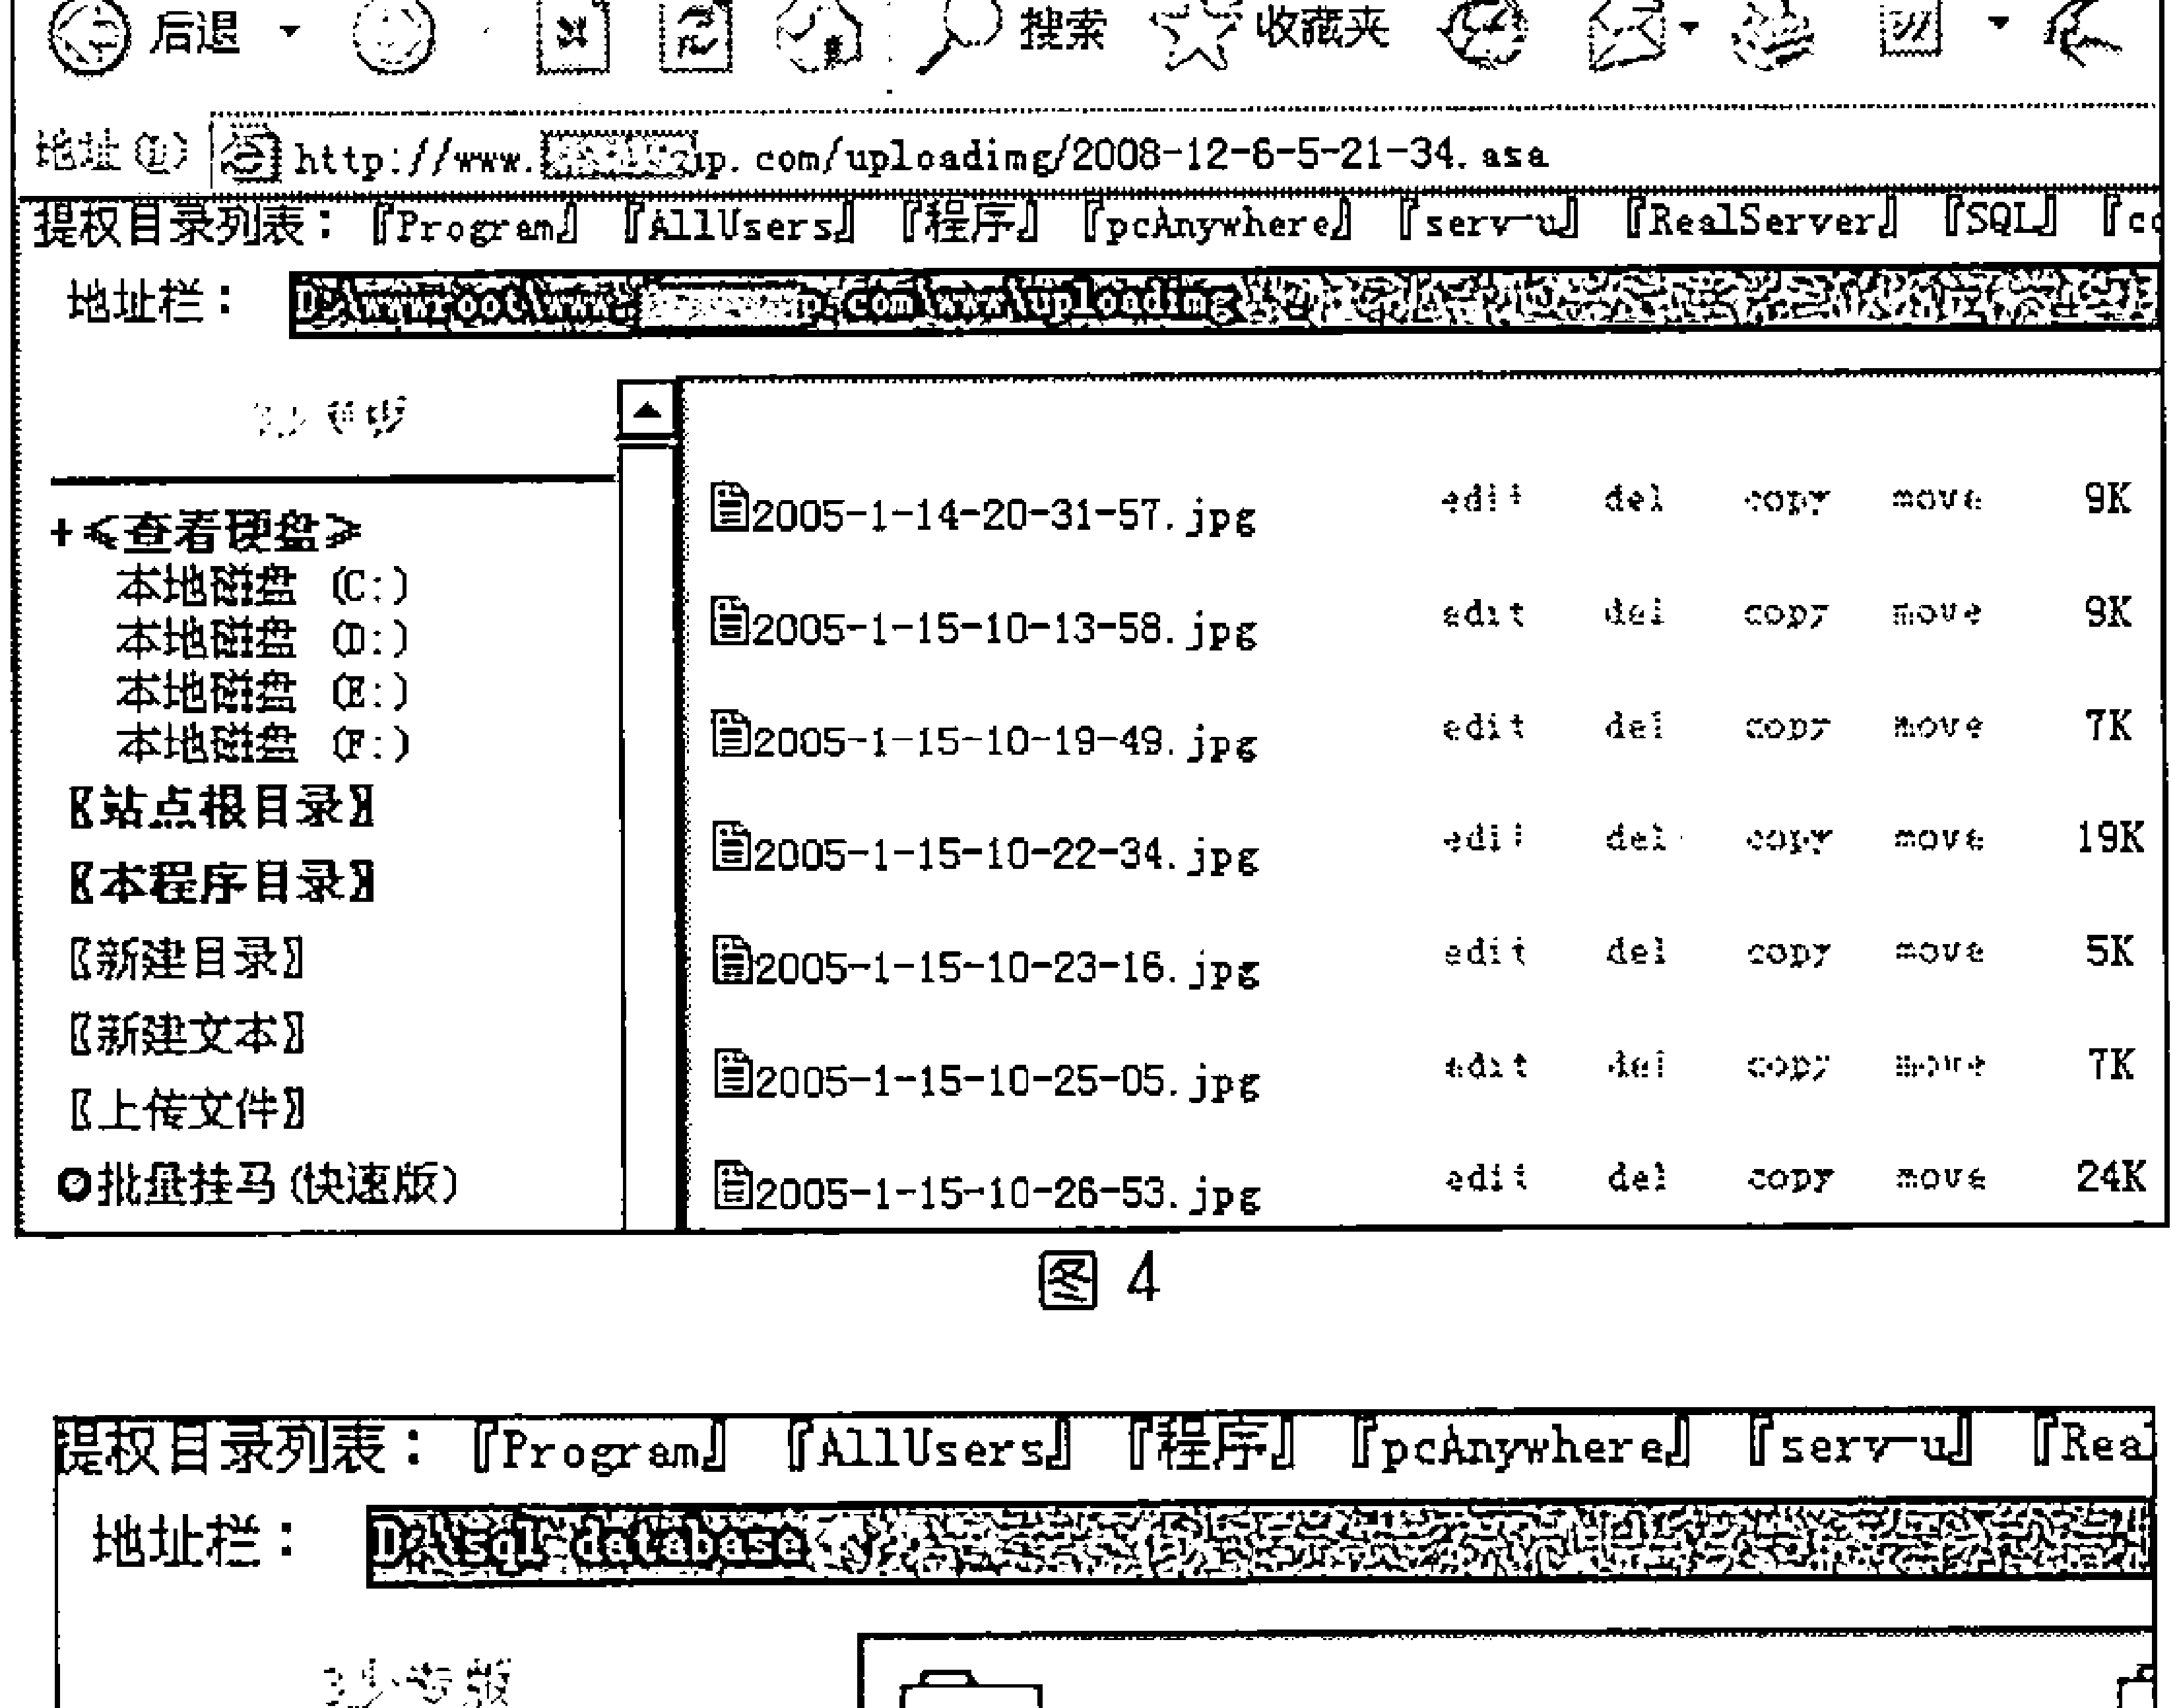 后退 搜索 收藏夹
地址(D) http://www. p.com/uploadimg/2008-12-6-5-21-34.asa
提权目录列表：『Program』『AllUsers』『程序』『pcAnywhere』『serv-u』『RealServer』『SQL』『co
地址栏： D:\wwwroot\www. p.com\www\uploadimg
+<查看硬盘>
本地磁盘 (C:)
本地磁盘 (D:)
本地磁盘 (E:)
本地磁盘 (F:)
〖站点根目录〗
〖本程序目录〗
〖新建目录〗
〖新建文本〗
〖上传文件〗
批量挂马(快速版)
2005-1-14-20-31-57.jpg edit del copy move 9K
2005-1-15-10-13-58.jpg edit del copy move 9K
2005-1-15-10-19-49.jpg edit del copy move 7K
2005-1-15-10-22-34.jpg edit del copy move 19K
2005-1-15-10-23-16.jpg edit del copy move 5K
2005-1-15-10-25-05.jpg edit del copy move 7K
2005-1-15-10-26-53.jpg edit del copy move 24K
图 4
提权目录列表：『Program』『AllUsers』『程序』『pcAnywhere』『serv-u』『Real
地址栏： D:\sql database